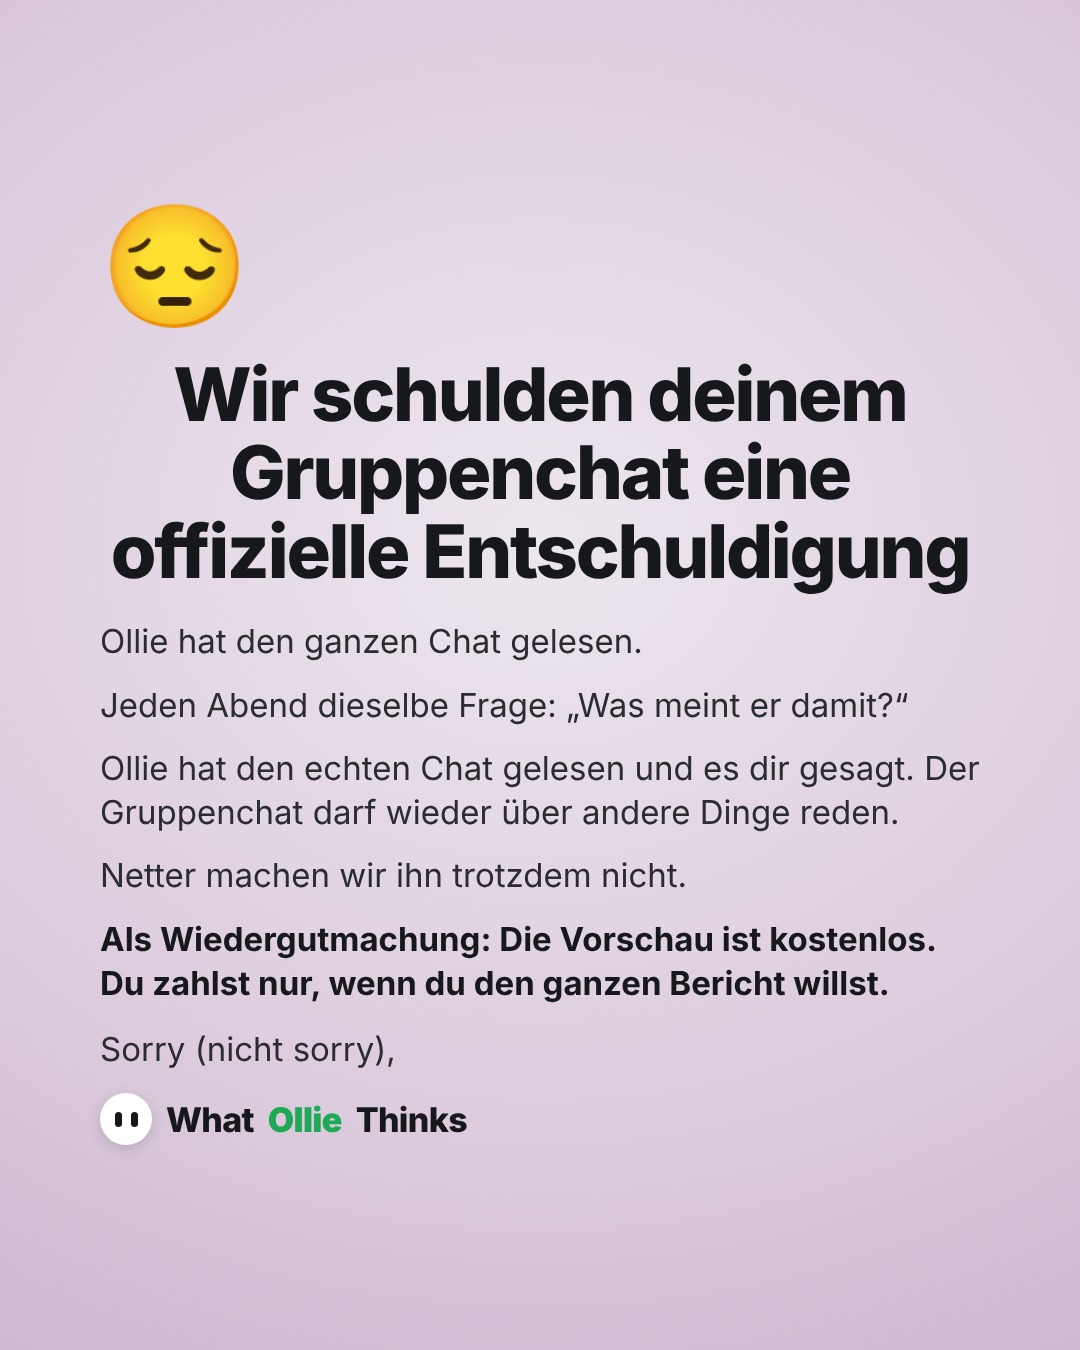 Wir schulden deinem
Gruppenchat eine
offizielle Entschuldigung
Ollie hat den ganzen Chat gelesen.
Jeden Abend dieselbe Frage: „Was meint er damit?“
Ollie hat den echten Chat gelesen und es dir gesagt. Der
Gruppenchat darf wieder über andere Dinge reden.
Netter machen wir ihn trotzdem nicht.
Als Wiedergutmachung: Die Vorschau ist kostenlos.
Du zahlst nur, wenn du den ganzen Bericht willst.
Sorry (nicht sorry),
What Ollie Thinks